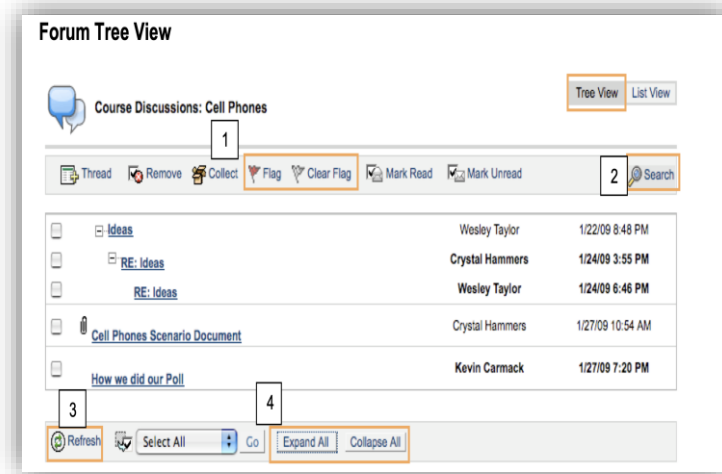 Forum Tree View
Tree View List View
Course Discussions: Cell Phones
1
Thread Remove Collect Flag Clear Flag Mark Read Mark Unread 2 Search
Ideas Wesley Taylor 1/22/09 8:48 PM
RE: Ideas Crystal Hammers 1/24/09 3:55 PM
RE: Ideas Wesley Taylor 1/24/09 6:46 PM
Cell Phones Scenario Document Crystal Hammers 1/27/09 10:54 AM
How we did our Poll Kevin Carmack 1/27/09 7:20 PM
3 4
Refresh Select All Go Expand All Collapse All